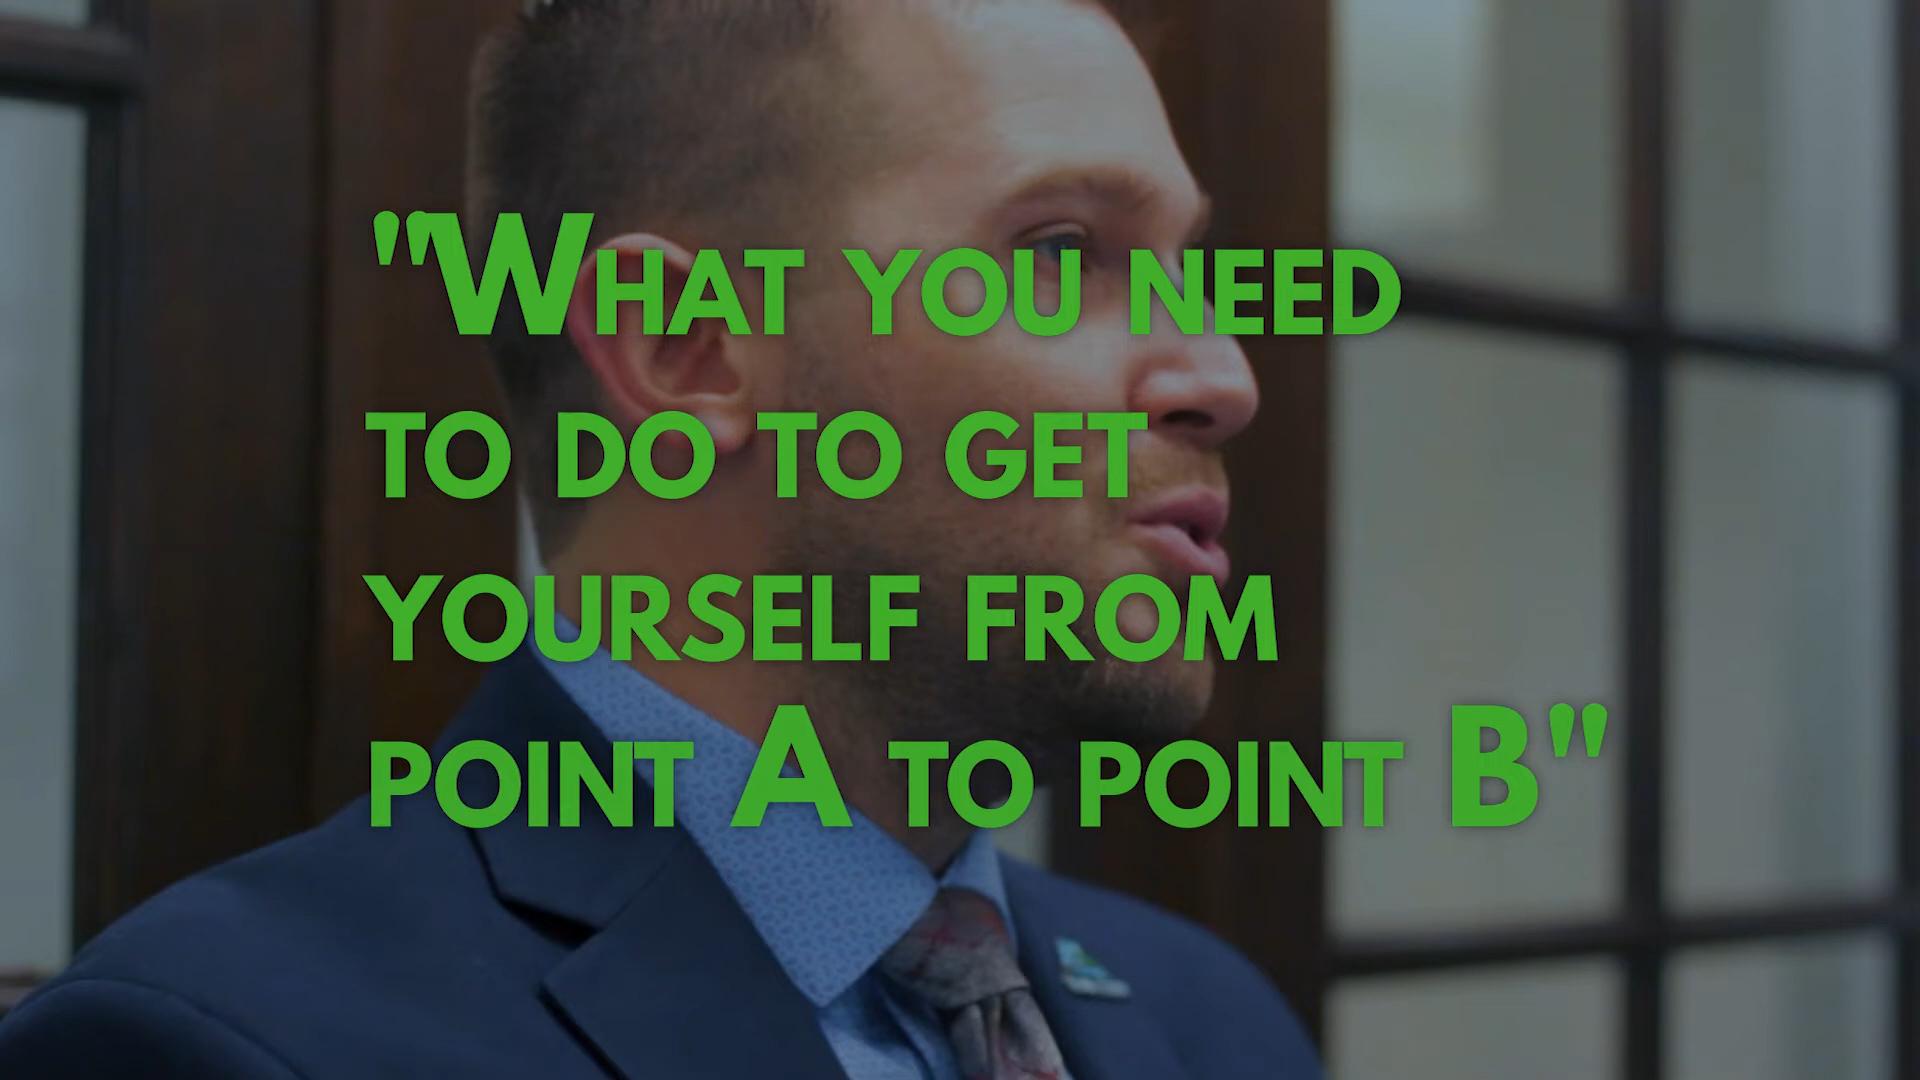 "What you need
to do to get
yourself from
point A to point B"